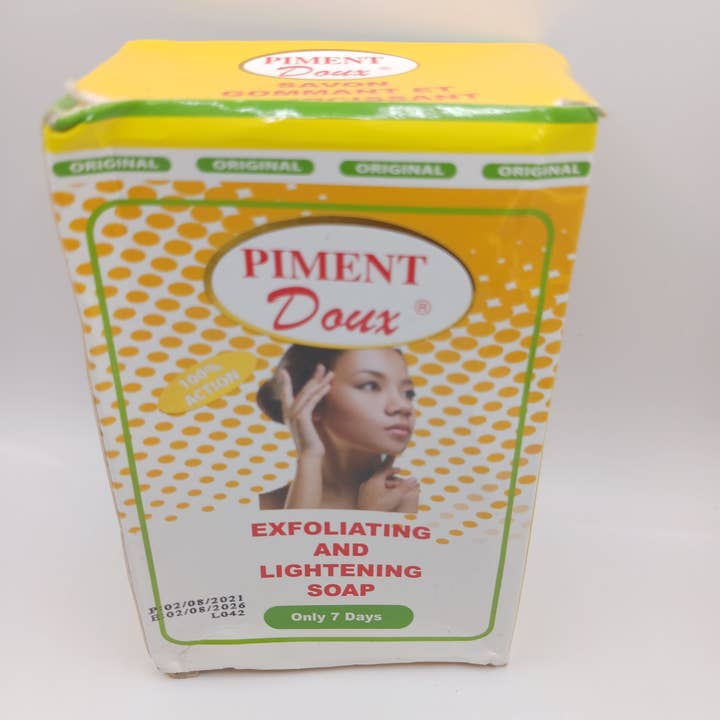 PIMENT
Doux ®
SAVON
GOMMANT ET
ORIGINAL ORIGINAL ORIGINAL ORIGINAL
PIMENT
Doux ®
100%
ACTION
EXFOLIATING
AND
LIGHTENING
SOAP
P:02/08/2021
E:02/08/2026
L042
Only 7 Days